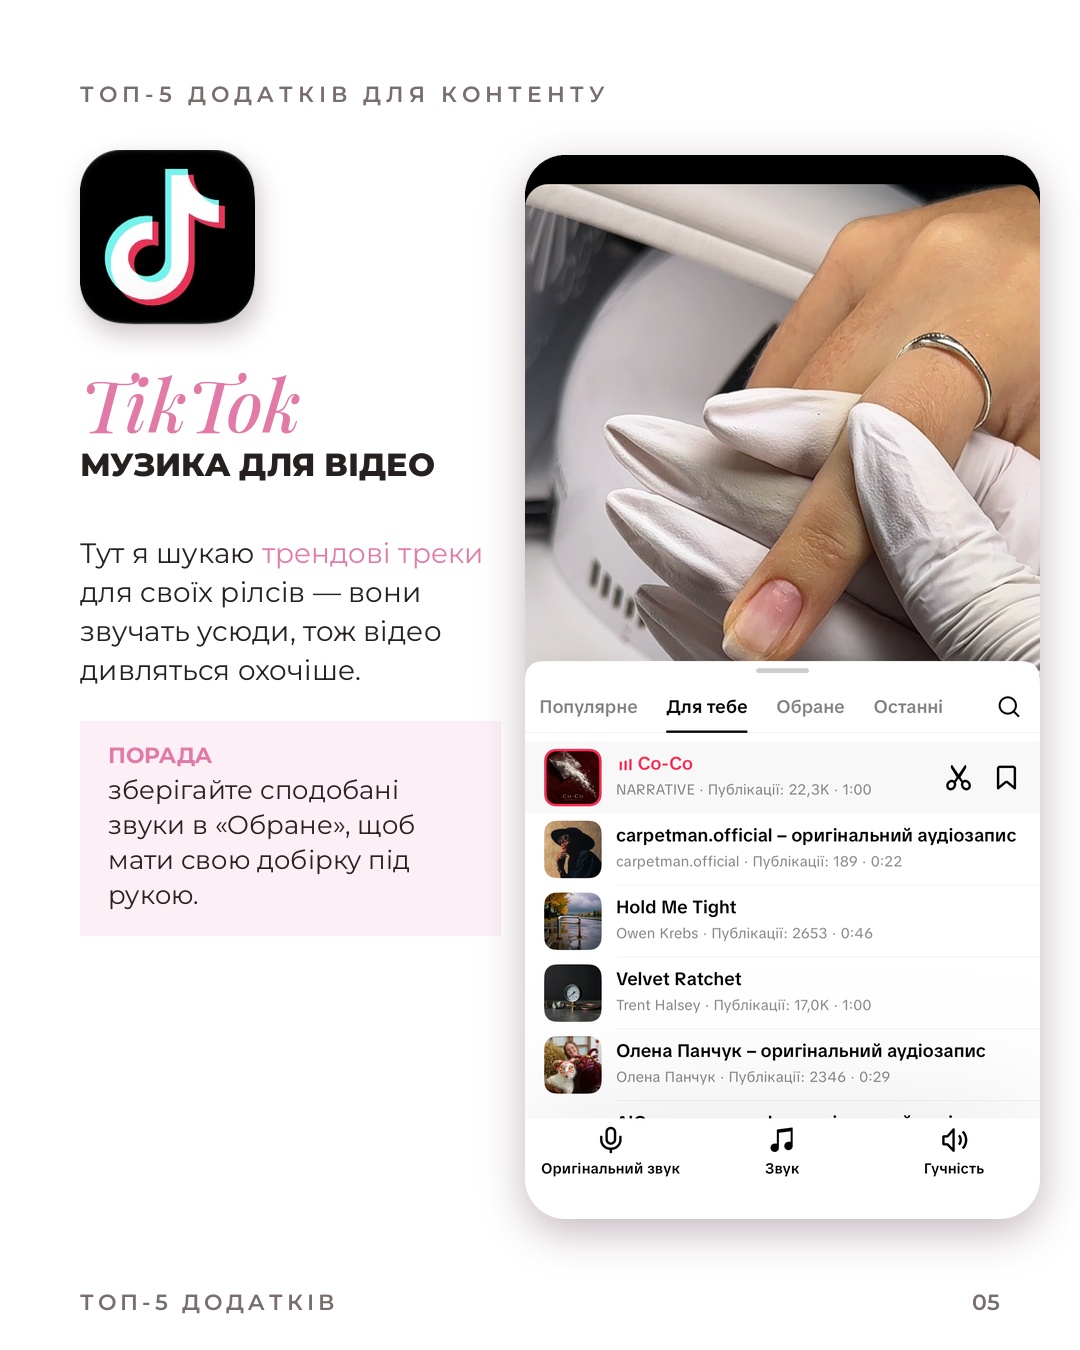 ТОП-5 ДОДАТКІВ ДЛЯ КОНТЕНТУ
TikTok
МУЗИКА ДЛЯ ВІДЕО
Тут я шукаю трендові треки
для своїх рілсів — вони
звучать усюди, тож відео
дивляться охочіше.
ПОРАДА
зберігайте сподобані
звуки в «Обране», щоб
мати свою добірку під
рукою.
Популярне Для тебе Обране Останні
Co-Co
NARRATIVE · Публікації: 22,3K · 1:00
carpetman.official – оригінальний аудіозапис
carpetman.official · Публікації: 189 · 0:22
Hold Me Tight
Owen Krebs · Публікації: 2653 · 0:46
Velvet Ratchet
Trent Halsey · Публікації: 17,0K · 1:00
Олена Панчук – оригінальний аудіозапис
Олена Панчук · Публікації: 2346 · 0:29
Оригінальний звук Звук Гучність
ТОП-5 ДОДАТКІВ 05